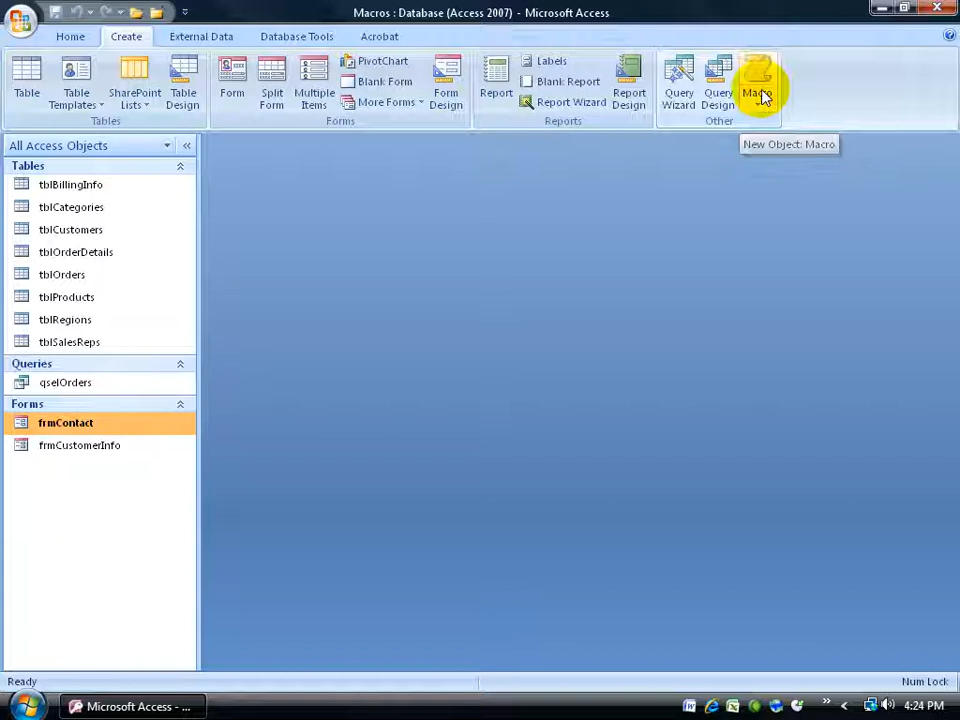 Macros : Database (Access 2007) - Microsoft Access
Home Create External Data Database Tools Acrobat
Table
Table Templates
SharePoint Lists
Table Design
Tables
Form
Split Form
Multiple Items
PivotChart
Blank Form
More Forms
Form Design
Forms
Report
Labels
Blank Report
Report Wizard
Report Design
Reports
Query Wizard
Query Design
Macro
Other
New Object: Macro
All Access Objects
Tables
tblBillingInfo
tblCategories
tblCustomers
tblOrderDetails
tblOrders
tblProducts
tblRegions
tblSalesReps
Queries
qselOrders
Forms
frmContact
frmCustomerInfo
Ready
Num Lock
Microsoft Access - ...
4:24 PM